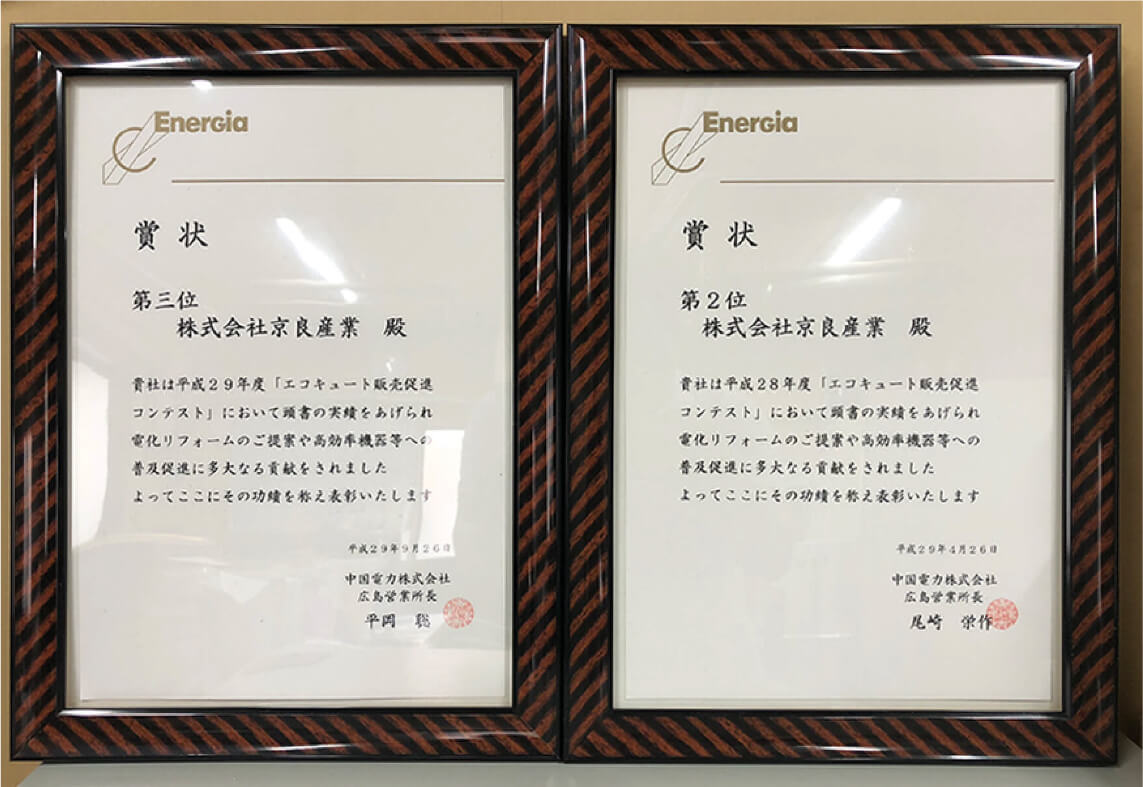 Energia
賞状
第三位
株式会社京良産業 殿
貴社は平成29年度「エコキュート販売促進
コンテスト」において頭書の実績をあげられ
電化リフォームのご提案や高効率機器等への
普及促進に多大なる貢献をされました
よってここにその功績を称え表彰いたします
平成29年9月26日
中国電力株式会社
広島営業所長
平岡 聡
Energia
賞状
第2位
株式会社京良産業 殿
貴社は平成28年度「エコキュート販売促進
コンテスト」において頭書の実績をあげられ
電化リフォームのご提案や高効率機器等への
普及促進に多大なる貢献をされました
よってここにその功績を称え表彰いたします
平成29年4月26日
中国電力株式会社
広島営業所長
尾崎 栄作